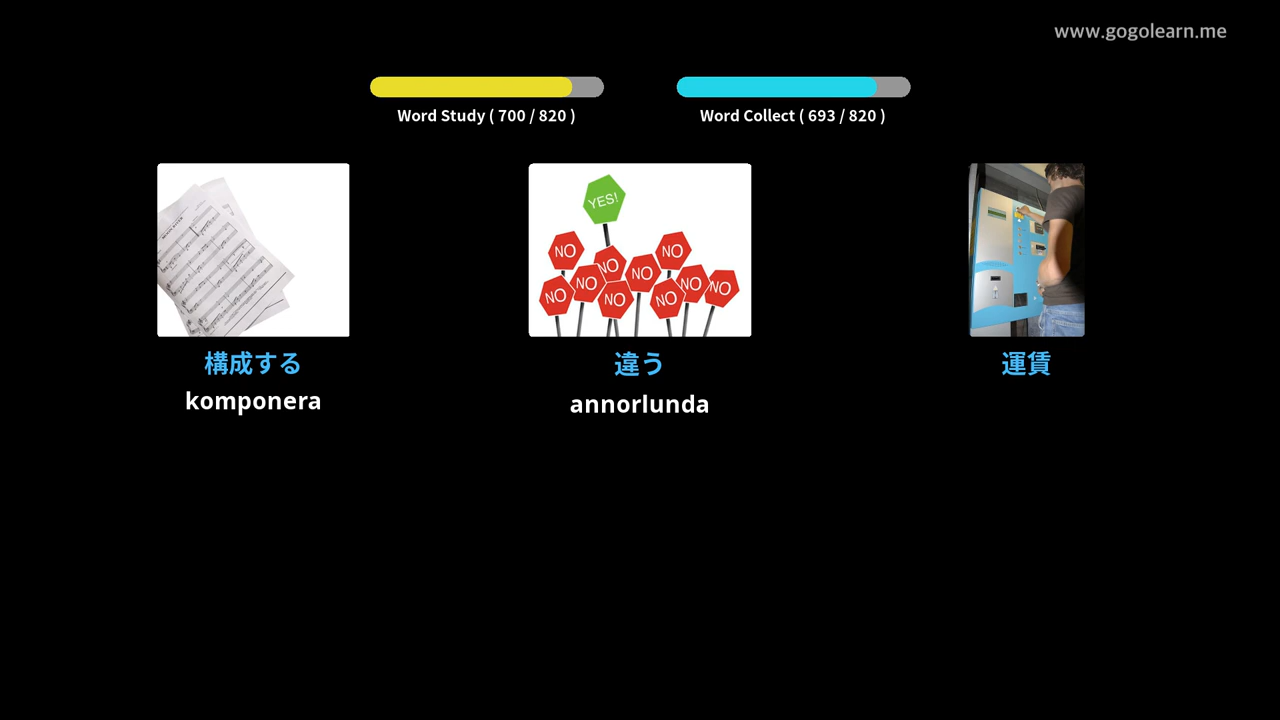 www.gogolearn.me
Word Study ( 700 / 820 )
Word Collect ( 693 / 820 )
YES!
NO
NO
NO
NO
NO
NO
NO
NO
NO
NO
構成する
違う
運賃
komponera
annorlunda